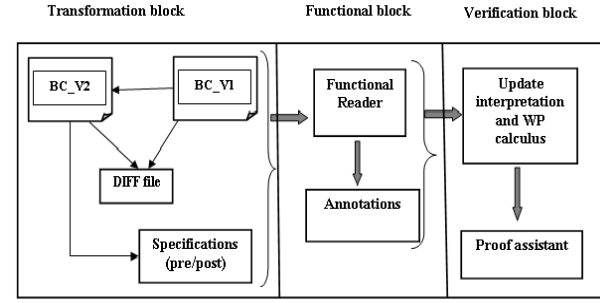 Transformation block
Functional block
Verification block
BC_V2
BC_V1
DIFF file
Specifications
(pre/post)
Functional
Reader
Annotations
Update
interpretation
and WP
calculus
Proof assistant